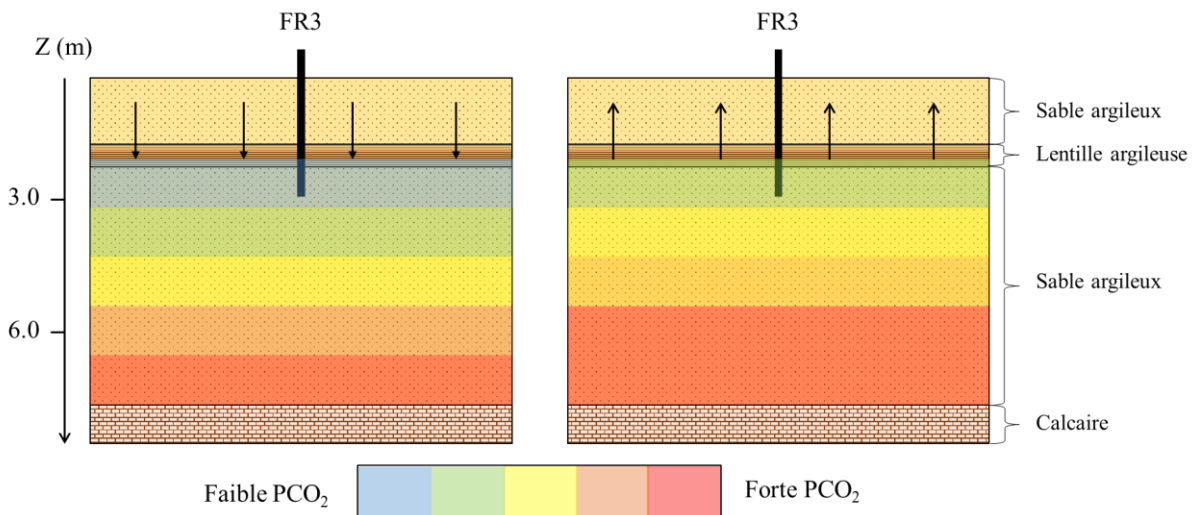 FR3
FR3
Z (m)
Sable argileux
Lentille argileuse
3.0
Sable argileux
6.0
Calcaire
Faible PCO₂
Forte PCO₂